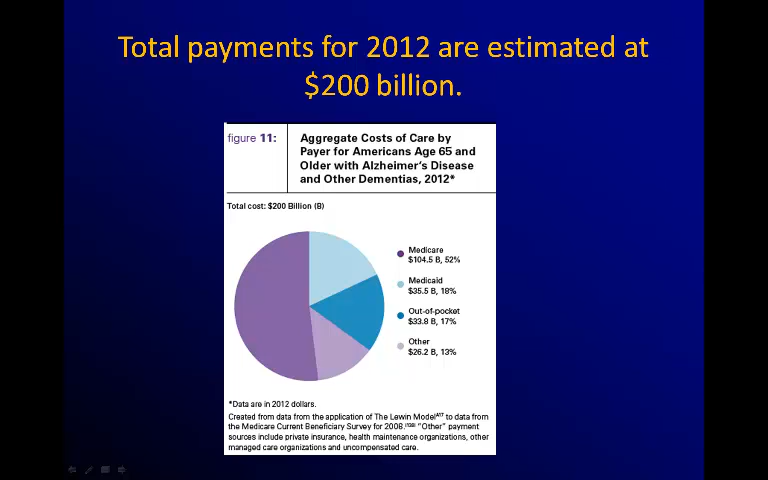 Total payments for 2012 are estimated at
$200 billion.
figure 11:
Aggregate Costs of Care by
Payer for Americans Age 65 and
Older with Alzheimer's Disease
and Other Dementias, 2012*
Total cost: $200 Billion (B)
Medicare
$104.5 B, 52%
Medicaid
$35.5 B, 18%
Out-of-pocket
$33.8 B, 17%
Other
$26.2 B, 13%
*Data are in 2012 dollars.
Created from data from the application of The Lewin Model A17 to data from
the Medicare Current Beneficiary Survey for 2008. "Other" payment
sources include private insurance, health maintenance organizations, other
managed care organizations and uncompensated care.